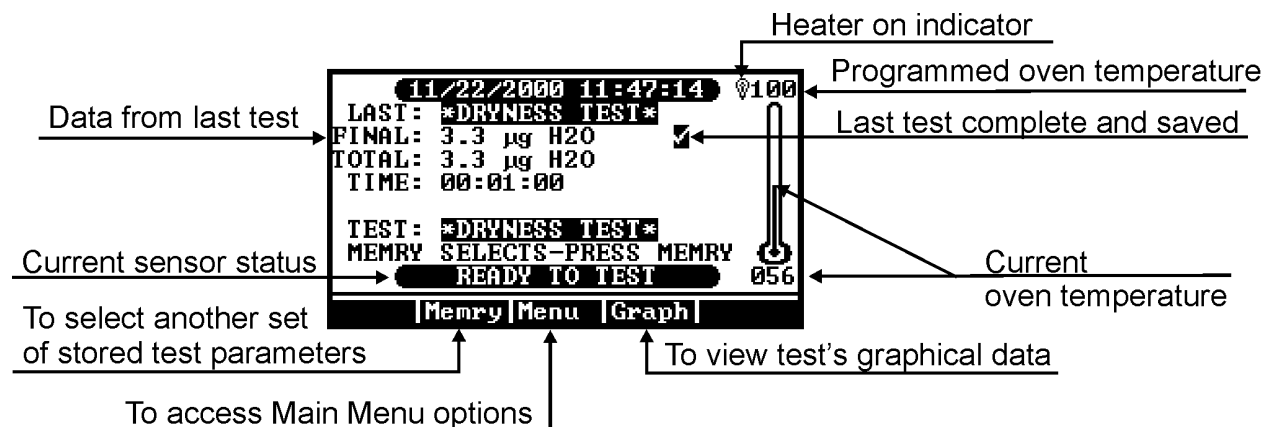 Heater on indicator
11/22/2000 11:47:14 100
Programmed oven temperature
LAST: *DRYNESS TEST*
Data from last test
FINAL: 3.3 µg H2O
Last test complete and saved
TOTAL: 3.3 µg H2O
TIME: 00:01:00
TEST: *DRYNESS TEST*
MEMRY SELECTS-PRESS MEMRY
Current sensor status
READY TO TEST 056
Current
oven temperature
Memry|Menu |Graph|
To select another set
of stored test parameters
To view test's graphical data
To access Main Menu options